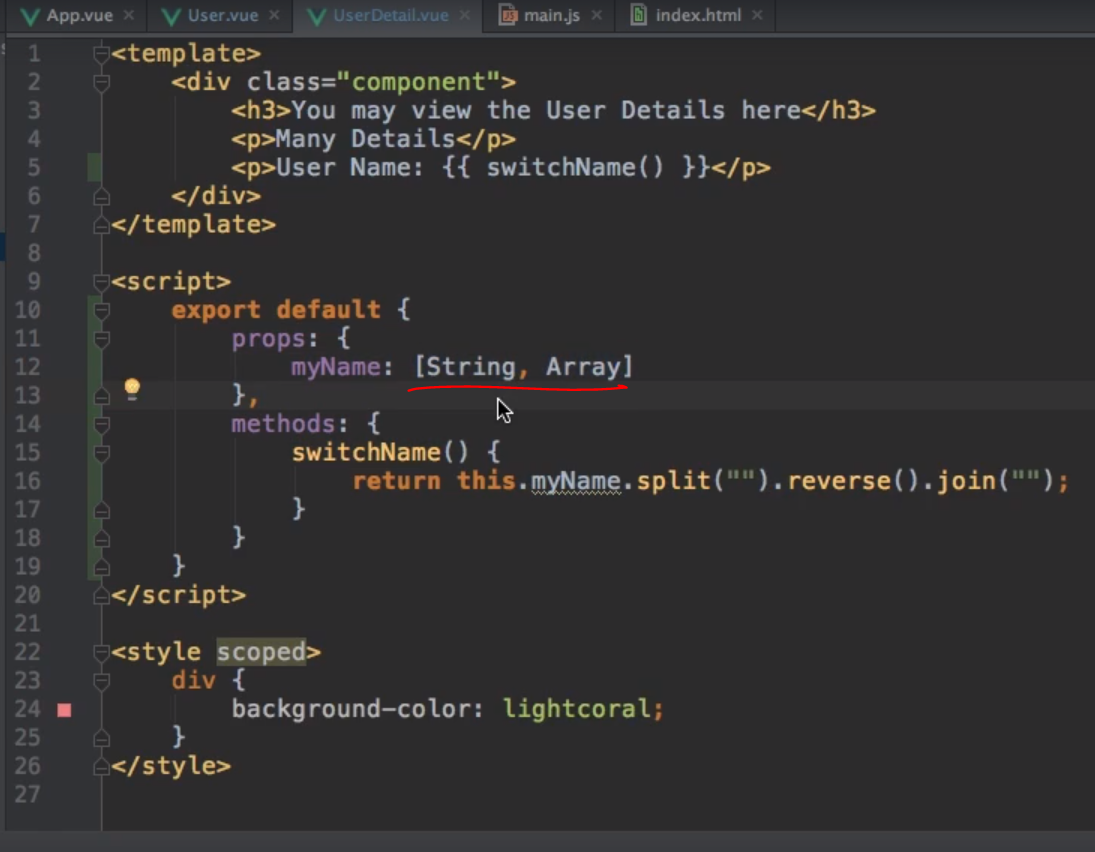 App.vue × User.vue × UserDetail.vue × main.js × index.html ×
1 <template>
2 <div class="component">
3 <h3>You may view the User Details here</h3>
4 <p>Many Details</p>
5 <p>User Name: {{ switchName() }}</p>
6 </div>
7 </template>
8
9 <script>
10 export default {
11 props: {
12 myName: [String, Array]
13 },
14 methods: {
15 switchName() {
16 return this.myName.split("").reverse().join("");
17 }
18 }
19 }
20 </script>
21
22 <style scoped>
23 div {
24 background-color: lightcoral;
25 }
26 </style>
27